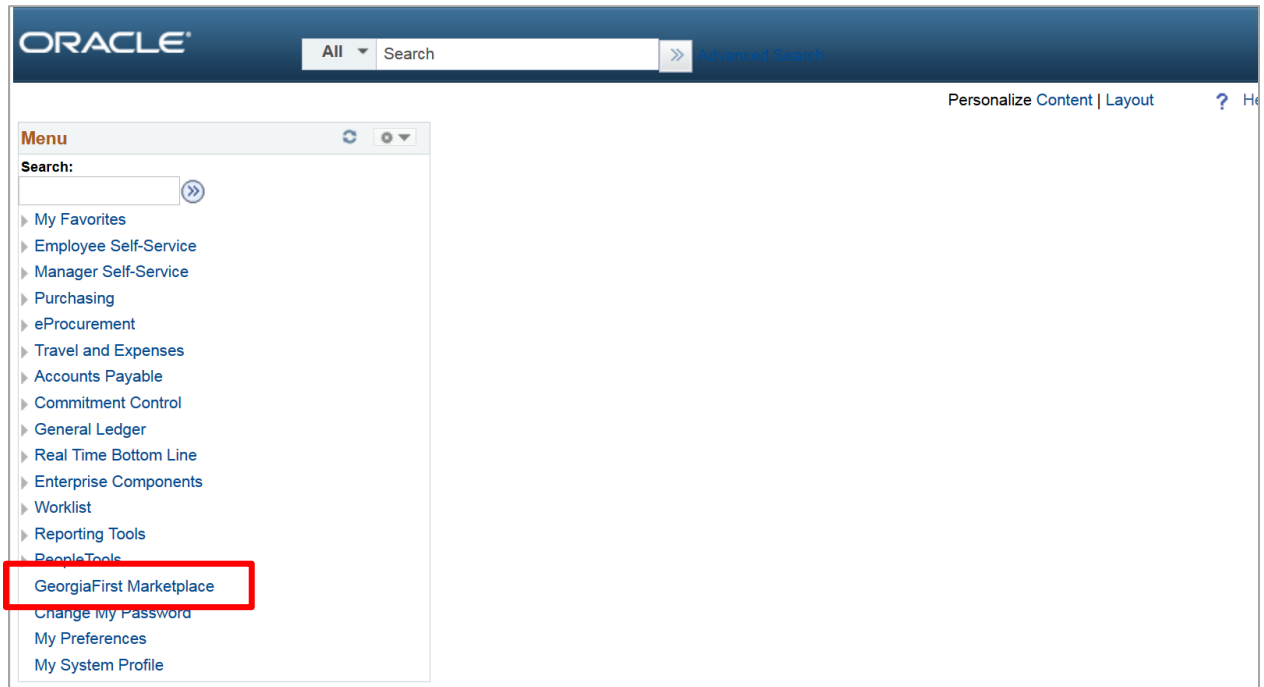 ORACLE®
All Search Advanced Search
Personalize Content | Layout ? He
Menu
Search:
My Favorites
Employee Self-Service
Manager Self-Service
Purchasing
eProcurement
Travel and Expenses
Accounts Payable
Commitment Control
General Ledger
Real Time Bottom Line
Enterprise Components
Worklist
Reporting Tools
PeopleTools
GeorgiaFirst Marketplace
Change My Password
My Preferences
My System Profile